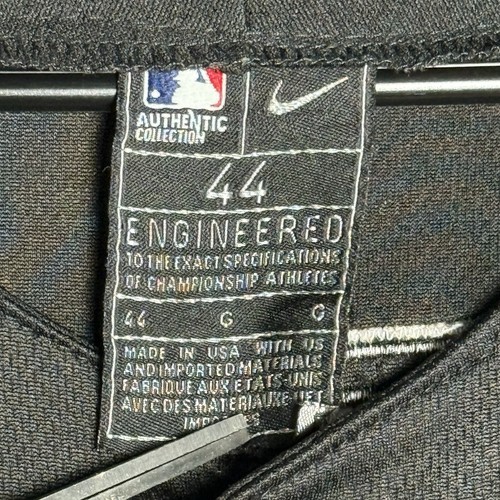 AUTHENTIC
COLLECTION
44
ENGINEERED
TO THE EXACT SPECIFICATIONS
OF CHAMPIONSHIP ATHLETES
44 G G
MADE IN USA WITH US
AND IMPORTED MATERIALS
FABRIQUE AUX ETATS-UNIS
AVEC DES MATERIAUX E-U ET